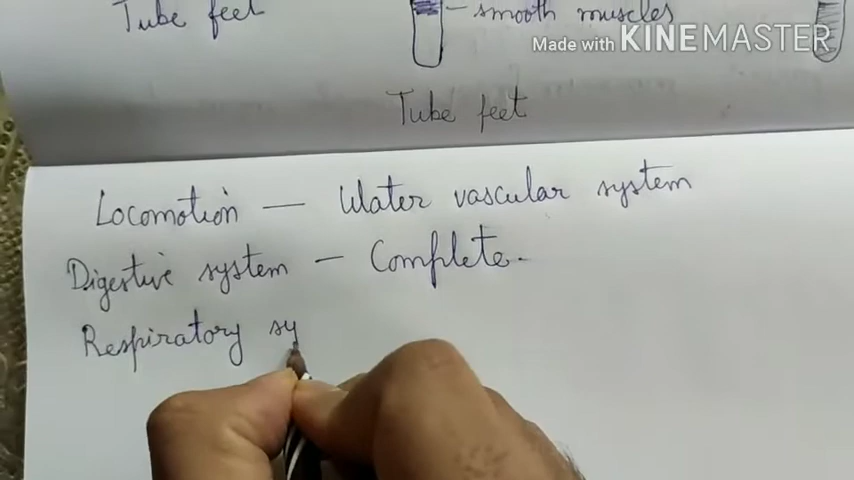 Tube feet
smooth muscles
Made with KINEMASTER
Tube feet
Locomotion — Water vascular system
Digestive system — Complete.
Respiratory sy